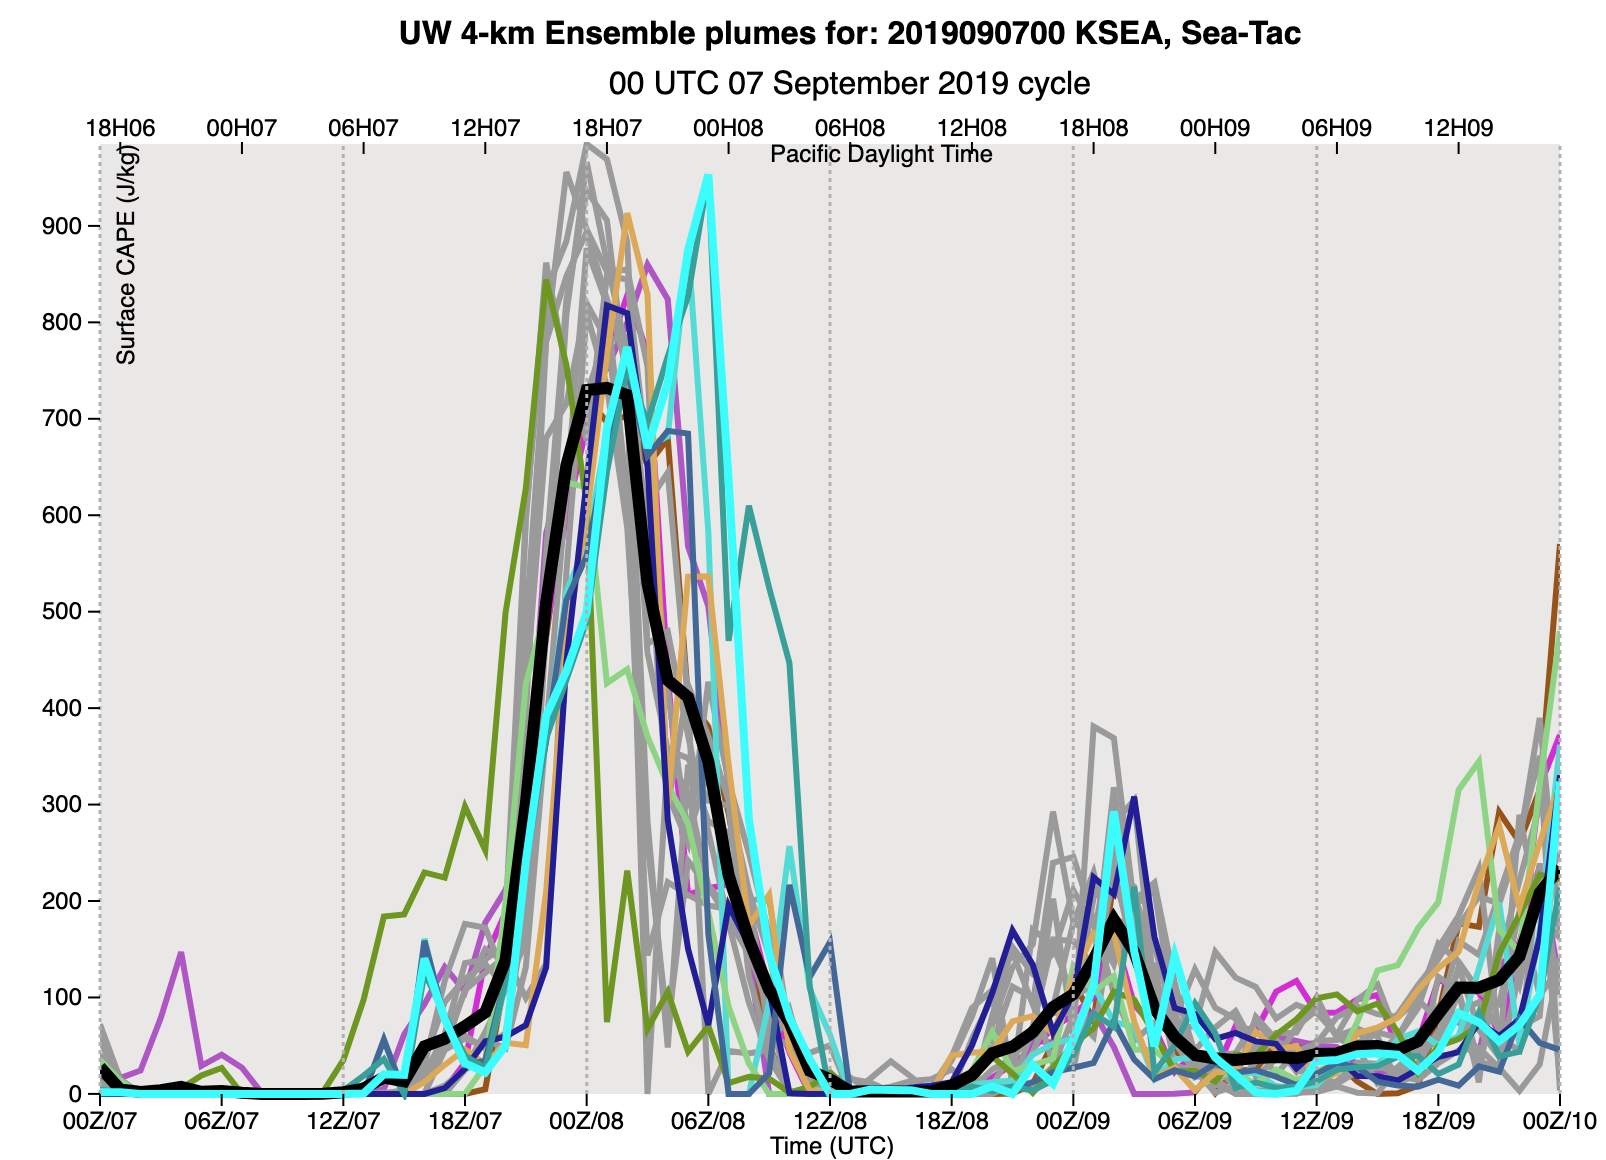 UW 4-km Ensemble plumes for: 2019090700 KSEA, Sea-Tac
00 UTC 07 September 2019 cycle
18H06 00H07 06H07 12H07 18H07 00H08 06H08 12H08 18H08 00H09 06H09 12H09
Pacific Daylight Time
Surface CAPE (J/kg)
900
800
700
600
500
400
300
200
100
0
00Z/07 06Z/07 12Z/07 18Z/07 00Z/08 06Z/08 12Z/08 18Z/08 00Z/09 06Z/09 12Z/09 18Z/09 00Z/10
Time (UTC)